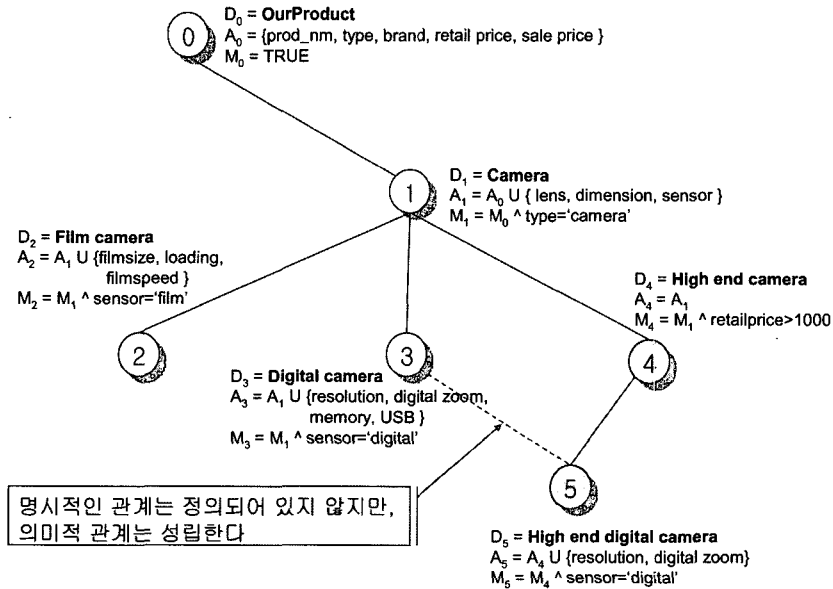 0
D₀ = OurProduct
A₀ = {prod_nm, type, brand, retail price, sale price }
M₀ = TRUE
1
D₁ = Camera
A₁ = A₀ U { lens, dimension, sensor }
M₁ = M₀ ^ type='camera'
D₂ = Film camera
A₂ = A₁ U {filmsize, loading,
filmspeed }
M₂ = M₁ ^ sensor='film'
2
3
D₃ = Digital camera
A₃ = A₁ U {resolution, digital zoom,
memory, USB }
M₃ = M₁ ^ sensor='digital'
D₄ = High end camera
A₄ = A₁
M₄ = M₁ ^ retailprice>1000
4
명시적인 관계는 정의되어 있지 않지만,
의미적 관계는 성립한다
5
D₅ = High end digital camera
A₅ = A₄ U {resolution, digital zoom}
M₅ = M₄ ^ sensor='digital'